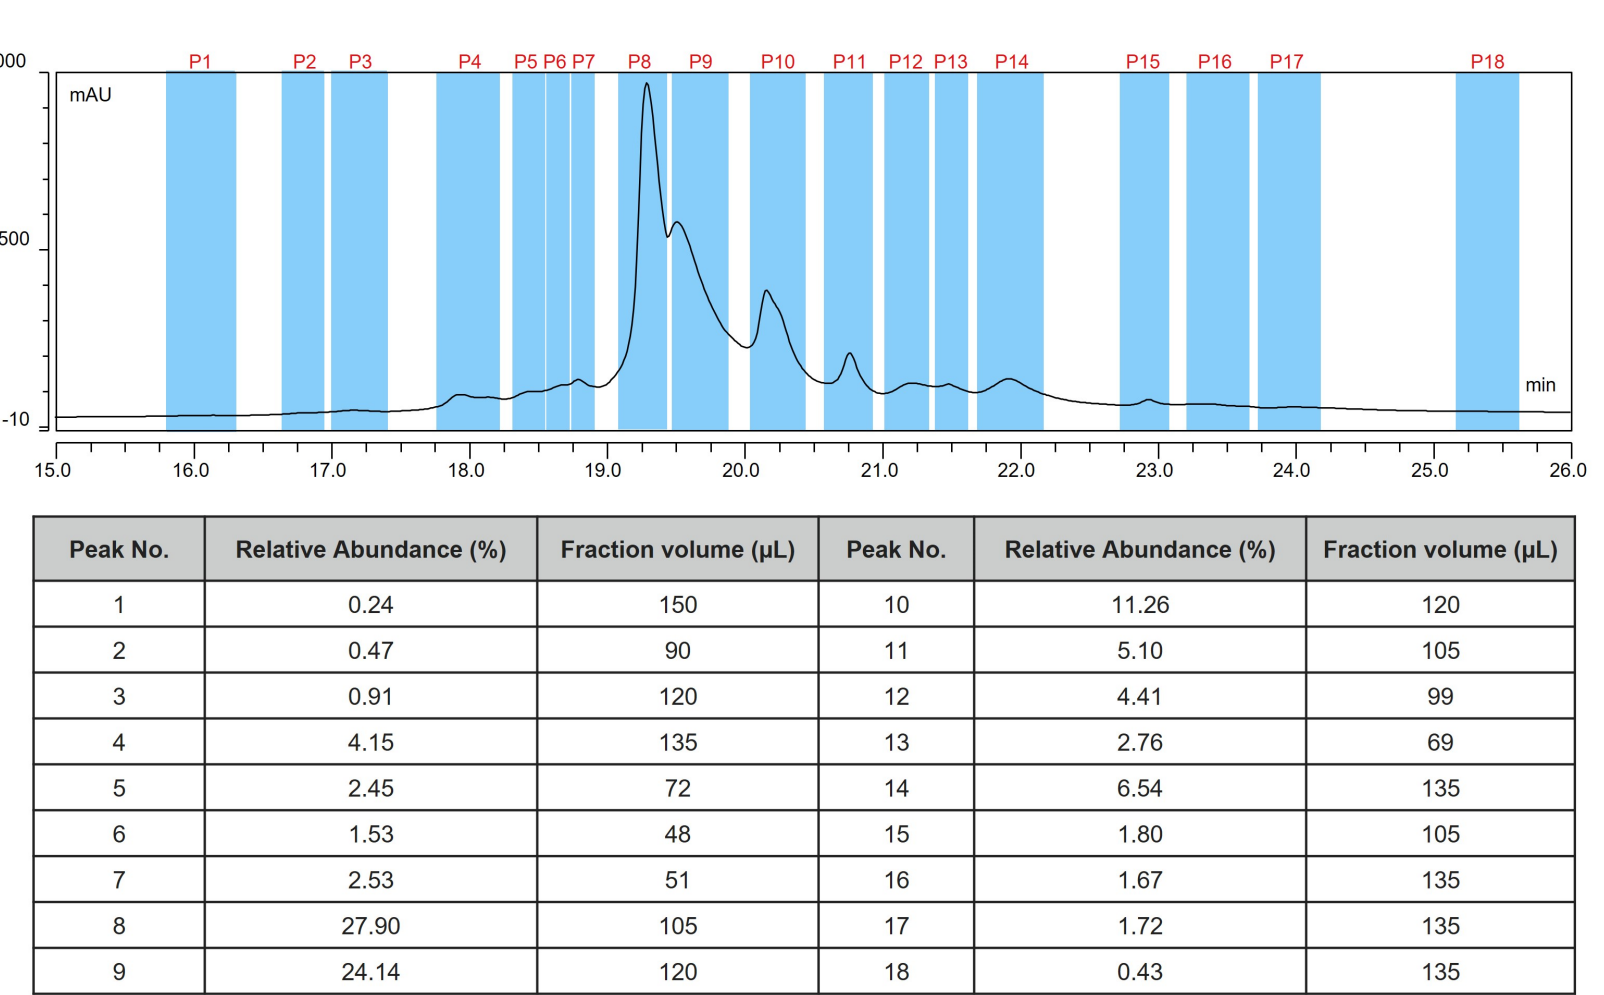 P1 P2 P3 P4 P5 P6 P7 P8 P9 P10 P11 P12 P13 P14 P15 P16 P17 P18
000
mAU
500
min
-10
15.0 16.0 17.0 18.0 19.0 20.0 21.0 22.0 23.0 24.0 25.0 26.0
Peak No. Relative Abundance (%) Fraction volume (µL) Peak No. Relative Abundance (%) Fraction volume (µL)
1 0.24 150 10 11.26 120
2 0.47 90 11 5.10 105
3 0.91 120 12 4.41 99
4 4.15 135 13 2.76 69
5 2.45 72 14 6.54 135
6 1.53 48 15 1.80 105
7 2.53 51 16 1.67 135
8 27.90 105 17 1.72 135
9 24.14 120 18 0.43 135